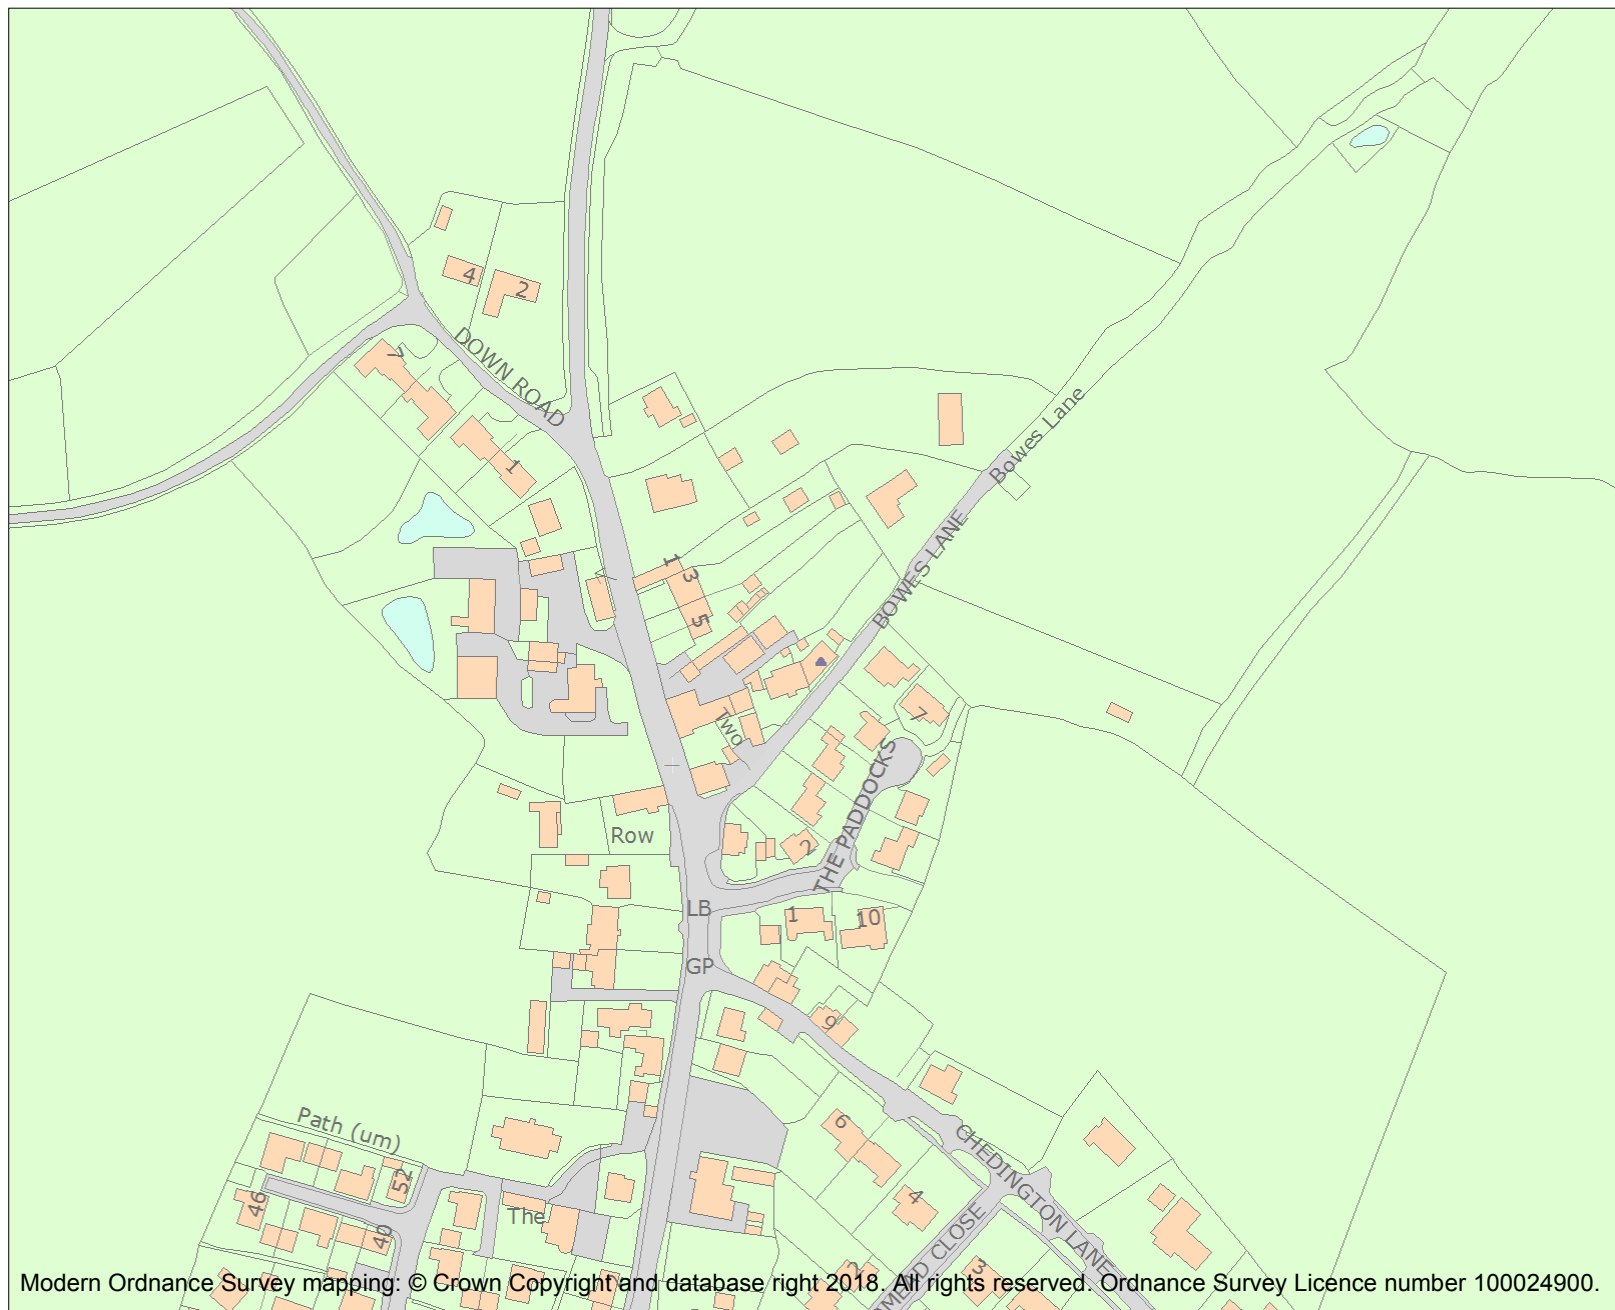 4
2
DOWN ROAD
7
1
Bowes Lane
BOWES LANE
1
3
5
Two
7
THE PADDOCKS
Row
2
LB
1
10
GP
9
6
Path (um)
CHEDINGTON LANE
52
46
4
The
40
CLOSE
3
2
Modern Ordnance Survey mapping: © Crown Copyright and database right 2018. All rights reserved. Ordnance Survey Licence number 100024900.